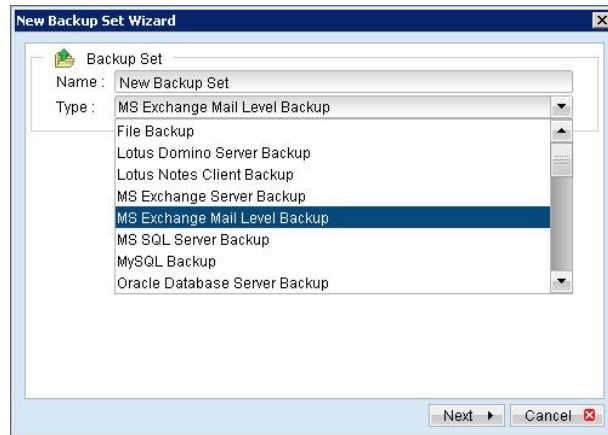 New Backup Set Wizard
Backup Set
Name : New Backup Set
Type : MS Exchange Mail Level Backup
File Backup
Lotus Domino Server Backup
Lotus Notes Client Backup
MS Exchange Server Backup
MS Exchange Mail Level Backup
MS SQL Server Backup
MySQL Backup
Oracle Database Server Backup
Next Cancel